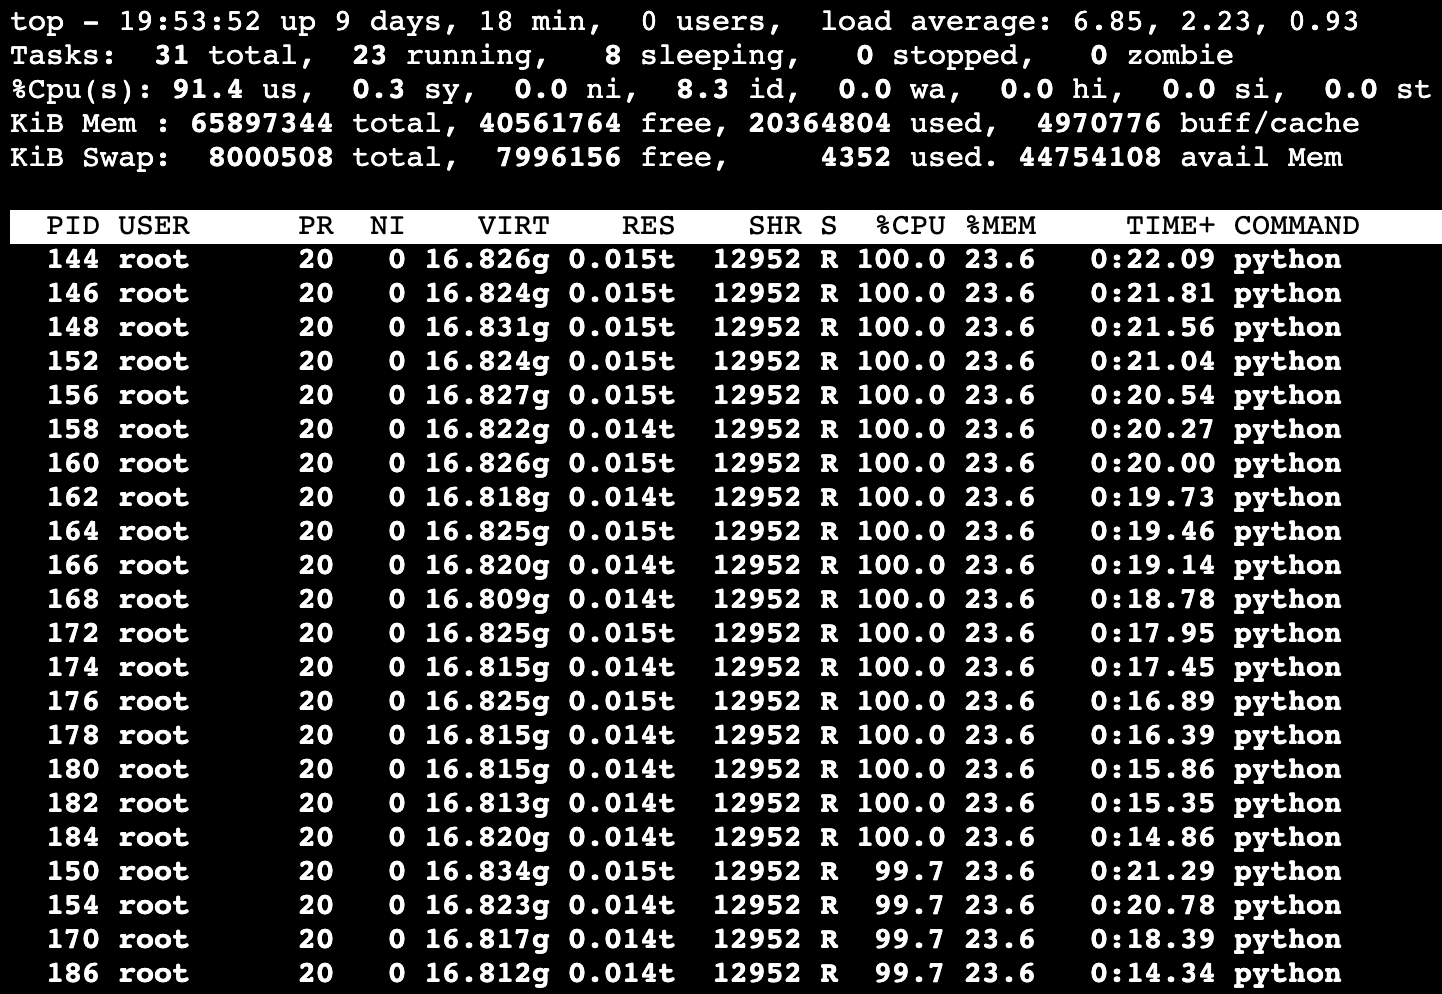 top - 19:53:52 up 9 days, 18 min,  0 users,  load average: 6.85, 2.23, 0.93
Tasks:  31 total,  23 running,   8 sleeping,   0 stopped,   0 zombie
%Cpu(s): 91.4 us,  0.3 sy,  0.0 ni,  8.3 id,  0.0 wa,  0.0 hi,  0.0 si,  0.0 st
KiB Mem : 65897344 total, 40561764 free, 20364804 used,  4970776 buff/cache
KiB Swap:  8000508 total,  7996156 free,     4352 used. 44754108 avail Mem
  PID USER      PR  NI    VIRT    RES    SHR S  %CPU %MEM     TIME+ COMMAND
  144 root      20   0 16.826g 0.015t  12952 R 100.0 23.6   0:22.09 python
  146 root      20   0 16.824g 0.015t  12952 R 100.0 23.6   0:21.81 python
  148 root      20   0 16.831g 0.015t  12952 R 100.0 23.6   0:21.56 python
  152 root      20   0 16.824g 0.015t  12952 R 100.0 23.6   0:21.04 python
  156 root      20   0 16.827g 0.015t  12952 R 100.0 23.6   0:20.54 python
  158 root      20   0 16.822g 0.014t  12952 R 100.0 23.6   0:20.27 python
  160 root      20   0 16.826g 0.015t  12952 R 100.0 23.6   0:20.00 python
  162 root      20   0 16.818g 0.014t  12952 R 100.0 23.6   0:19.73 python
  164 root      20   0 16.825g 0.015t  12952 R 100.0 23.6   0:19.46 python
  166 root      20   0 16.820g 0.014t  12952 R 100.0 23.6   0:19.14 python
  168 root      20   0 16.809g 0.014t  12952 R 100.0 23.6   0:18.78 python
  172 root      20   0 16.825g 0.015t  12952 R 100.0 23.6   0:17.95 python
  174 root      20   0 16.815g 0.014t  12952 R 100.0 23.6   0:17.45 python
  176 root      20   0 16.825g 0.015t  12952 R 100.0 23.6   0:16.89 python
  178 root      20   0 16.815g 0.014t  12952 R 100.0 23.6   0:16.39 python
  180 root      20   0 16.815g 0.014t  12952 R 100.0 23.6   0:15.86 python
  182 root      20   0 16.813g 0.014t  12952 R 100.0 23.6   0:15.35 python
  184 root      20   0 16.820g 0.014t  12952 R 100.0 23.6   0:14.86 python
  150 root      20   0 16.834g 0.015t  12952 R  99.7 23.6   0:21.29 python
  154 root      20   0 16.823g 0.014t  12952 R  99.7 23.6   0:20.78 python
  170 root      20   0 16.817g 0.014t  12952 R  99.7 23.6   0:18.39 python
  186 root      20   0 16.812g 0.014t  12952 R  99.7 23.6   0:14.34 python